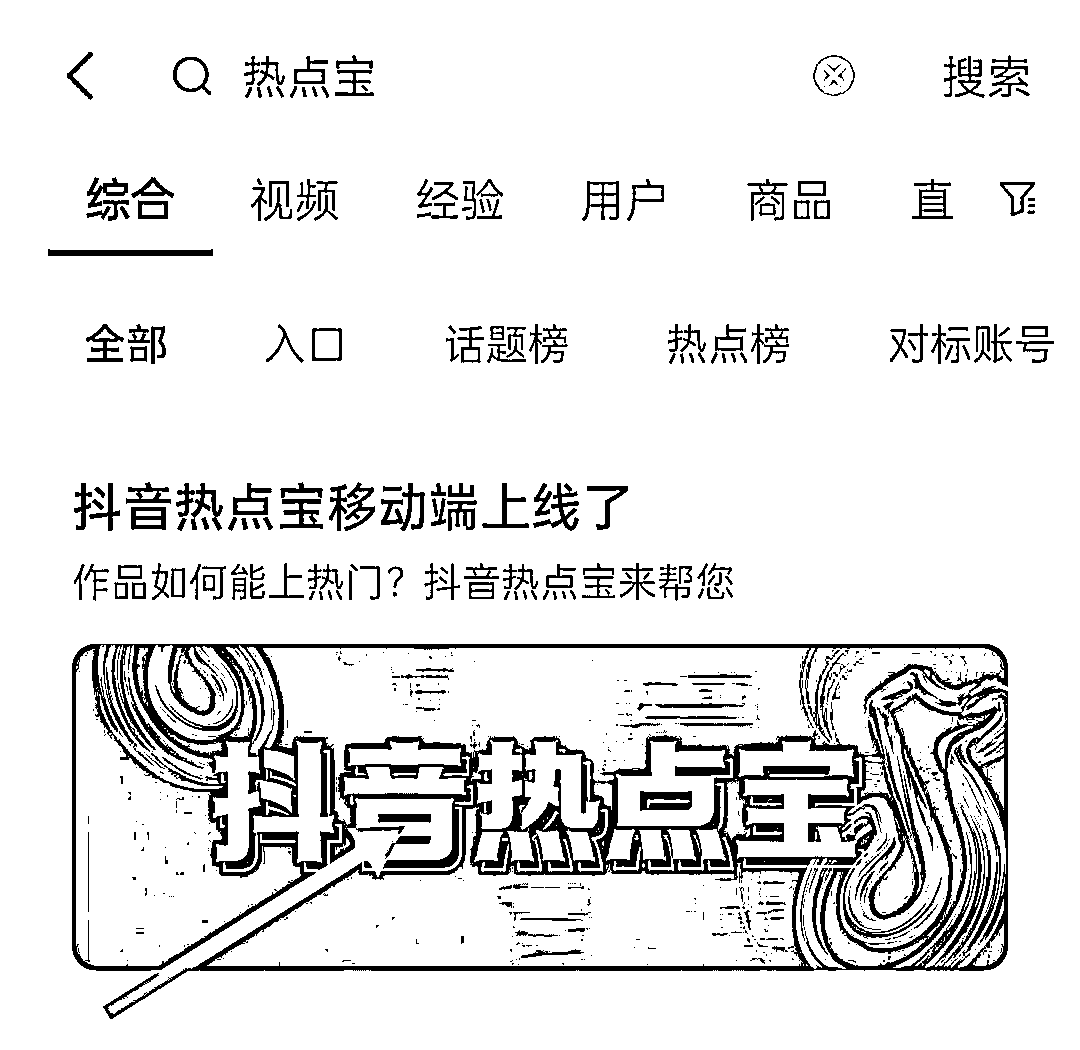 热点宝 搜索
综合 视频 经验 用户 商品 直
全部 入口 话题榜 热点榜 对标账号
抖音热点宝移动端上线了
作品如何能上热门？抖音热点宝来帮您
抖音热点宝